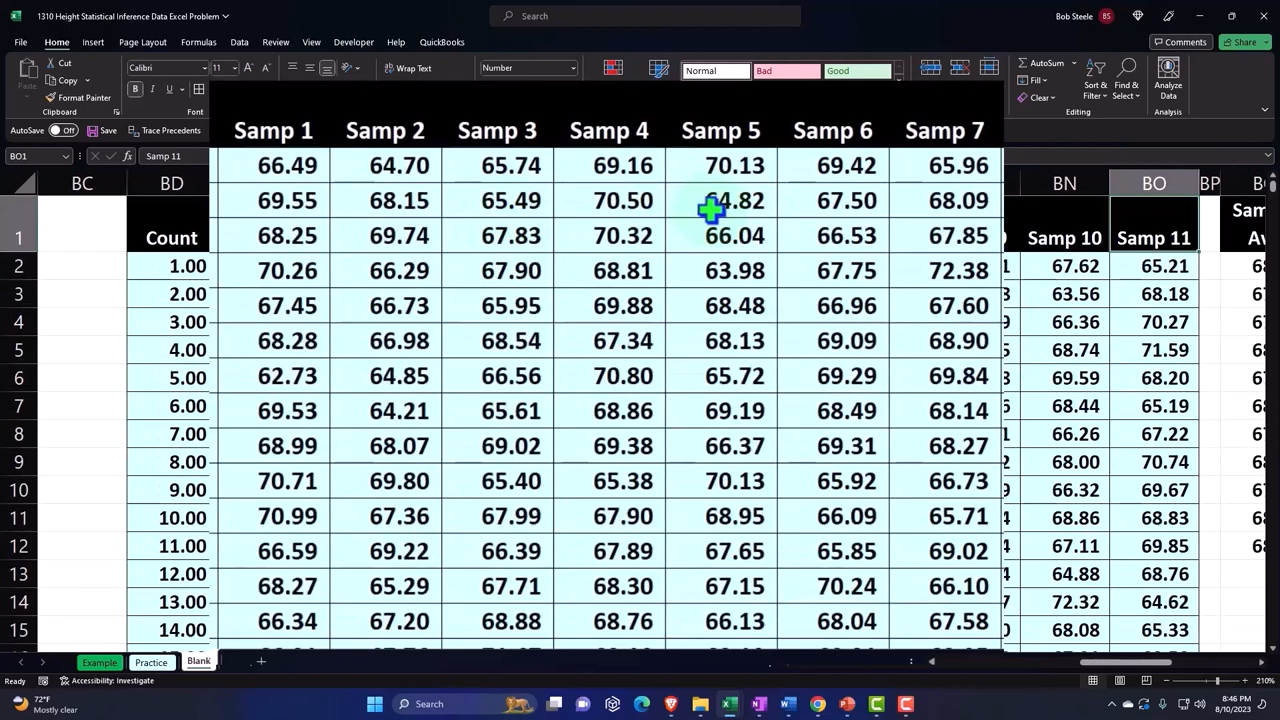 1310 Height Statistical Inference Data Excel Problem
Search
Bob Steele
BS
File Home Insert Page Layout Formulas Data Review View Developer Automate Help QuickBooks
Comments Share
Cut
Copy
Format Painter
Paste
Clipboard
Calibri 11
B I U
Wrap Text
Number
Normal Bad Good
AutoSum
Fill
Clear
Sort & Filter
Find & Select
Editing
Analyze Data
Analysis
AutoSave Off Save Trace Precedents
BO1 fx Samp 11
BC BD BN BO BP
1 Count Samp 1 Samp 2 Samp 3 Samp 4 Samp 5 Samp 6 Samp 7 Samp 10 Samp 11
66.49 64.70 65.74 69.16 70.13 69.42 65.96
69.55 68.15 65.49 70.50 64.82 67.50 68.09
68.25 69.74 67.83 70.32 66.04 66.53 67.85
70.26 66.29 67.90 68.81 63.98 67.75 72.38
67.45 66.73 65.95 69.88 68.48 66.96 67.60
68.28 66.98 68.54 67.34 68.13 69.09 68.90
62.73 64.85 66.56 70.80 65.72 69.29 69.84
69.53 64.21 65.61 68.86 69.19 68.49 68.14
68.99 68.07 69.02 69.38 66.37 69.31 68.27
70.71 69.80 65.40 65.38 70.13 65.92 66.73
70.99 67.36 67.99 67.90 68.95 66.09 65.71
66.59 69.22 66.39 67.89 67.65 65.85 69.02
68.27 65.29 67.71 68.30 67.15 70.24 66.10
66.34 67.20 68.88 68.76 66.13 68.04 67.58
2 1.00 67.62 65.21
3 2.00 63.56 68.18
4 3.00 66.36 70.27
5 4.00 68.74 71.59
6 5.00 69.59 68.20
7 6.00 68.44 65.19
8 7.00 66.26 67.22
9 8.00 68.00 70.74
10 9.00 66.32 69.67
11 10.00 68.86 68.83
12 11.00 67.11 69.85
13 12.00 64.88 68.76
14 13.00 72.32 64.62
15 14.00 68.08 65.33
Example Practice Blank
Ready Accessibility: Investigate
210%
72°F
Mostly clear
Search
8:46 PM
8/10/2023